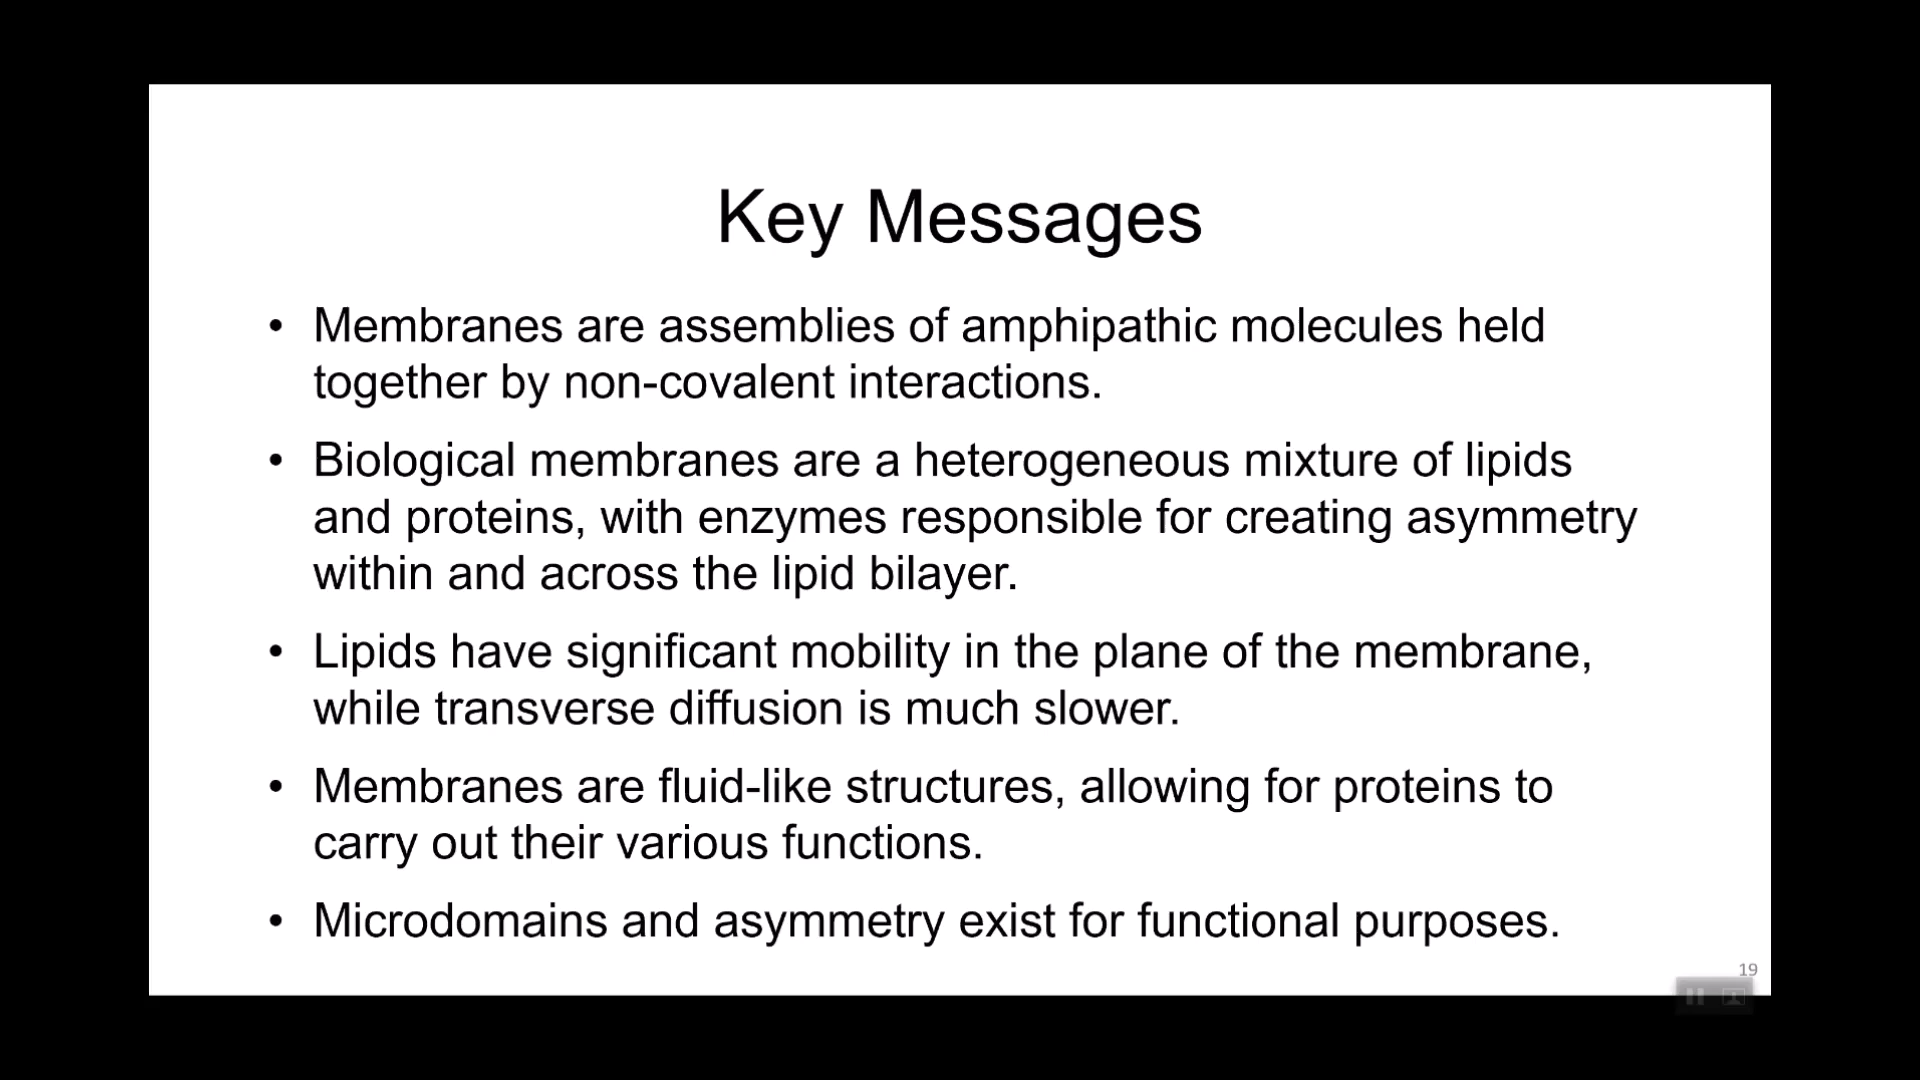 Key Messages
• Membranes are assemblies of amphipathic molecules held
together by non-covalent interactions.
• Biological membranes are a heterogeneous mixture of lipids
and proteins, with enzymes responsible for creating asymmetry
within and across the lipid bilayer.
• Lipids have significant mobility in the plane of the membrane,
while transverse diffusion is much slower.
• Membranes are fluid-like structures, allowing for proteins to
carry out their various functions.
• Microdomains and asymmetry exist for functional purposes.
19